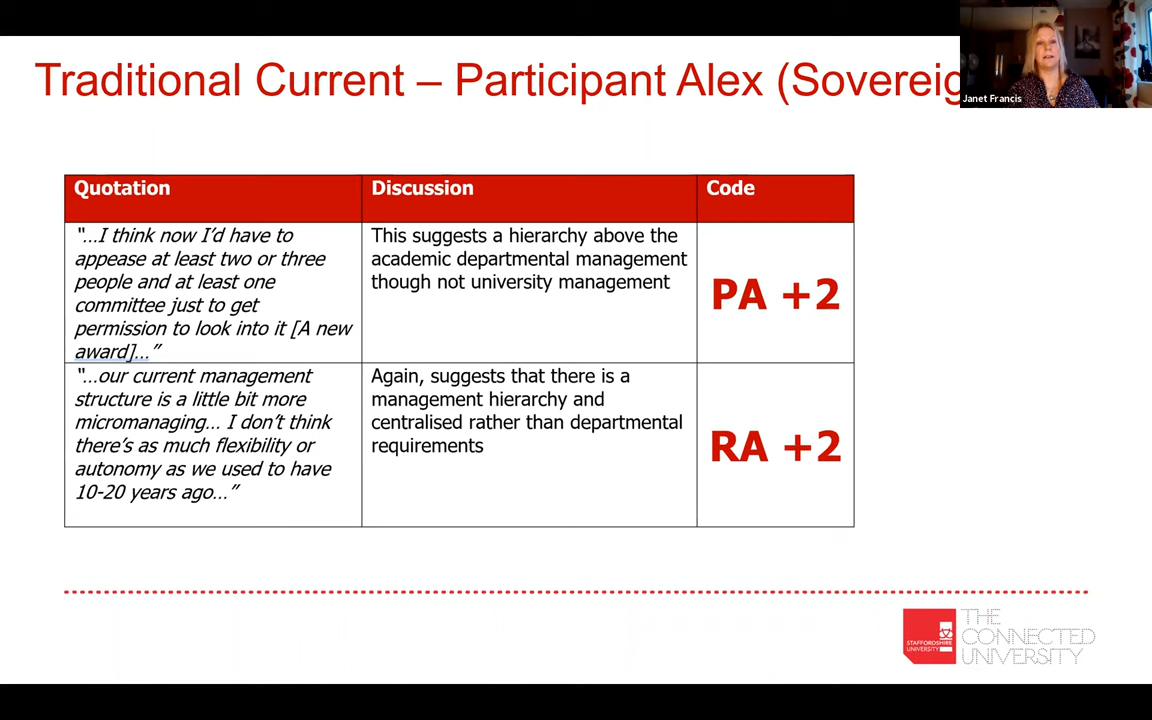 Traditional Current – Participant Alex (Sovereig
Janet Francis
Quotation
Discussion
Code
“…I think now I’d have to
appease at least two or three
people and at least one
committee just to get
permission to look into it [A new
award]…”
This suggests a hierarchy above the
academic departmental management
though not university management
PA +2
“…our current management
structure is a little bit more
micromanaging… I don’t think
there’s as much flexibility or
autonomy as we used to have
10-20 years ago…”
Again, suggests that there is a
management hierarchy and
centralised rather than departmental
requirements
RA +2
STAFFORDSHIRE
UNIVERSITY
THE
CONNECTED
UNIVERSITY